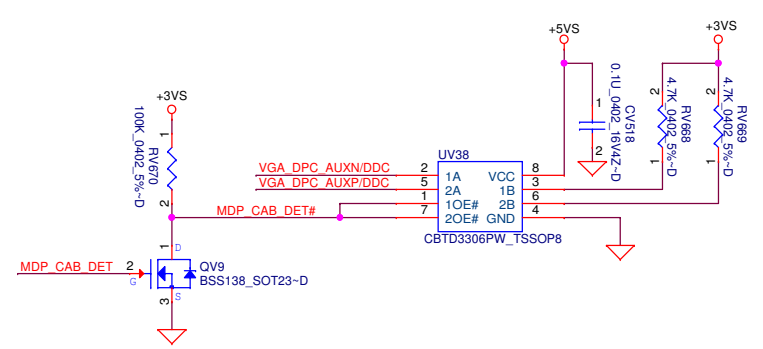 +5VS
+3VS
0.1U_0402_16V4Z~D
CV518
1
2
4.7K_0402_5%~D
RV668
2
1
4.7K_0402_5%~D
RV669
2
1
+3VS
100K_0402_5%~D
RV670
1
2
UV38
VGA_DPC_AUXN/DDC 2 1A VCC 8
VGA_DPC_AUXP/DDC 5 2A 1B 3
1 1OE# 2B 6
MDP_CAB_DET# 7 2OE# GND 4
CBTD3306PW_TSSOP8
1 D
MDP_CAB_DET 2 G
QV9
BSS138_SOT23~D
3 S